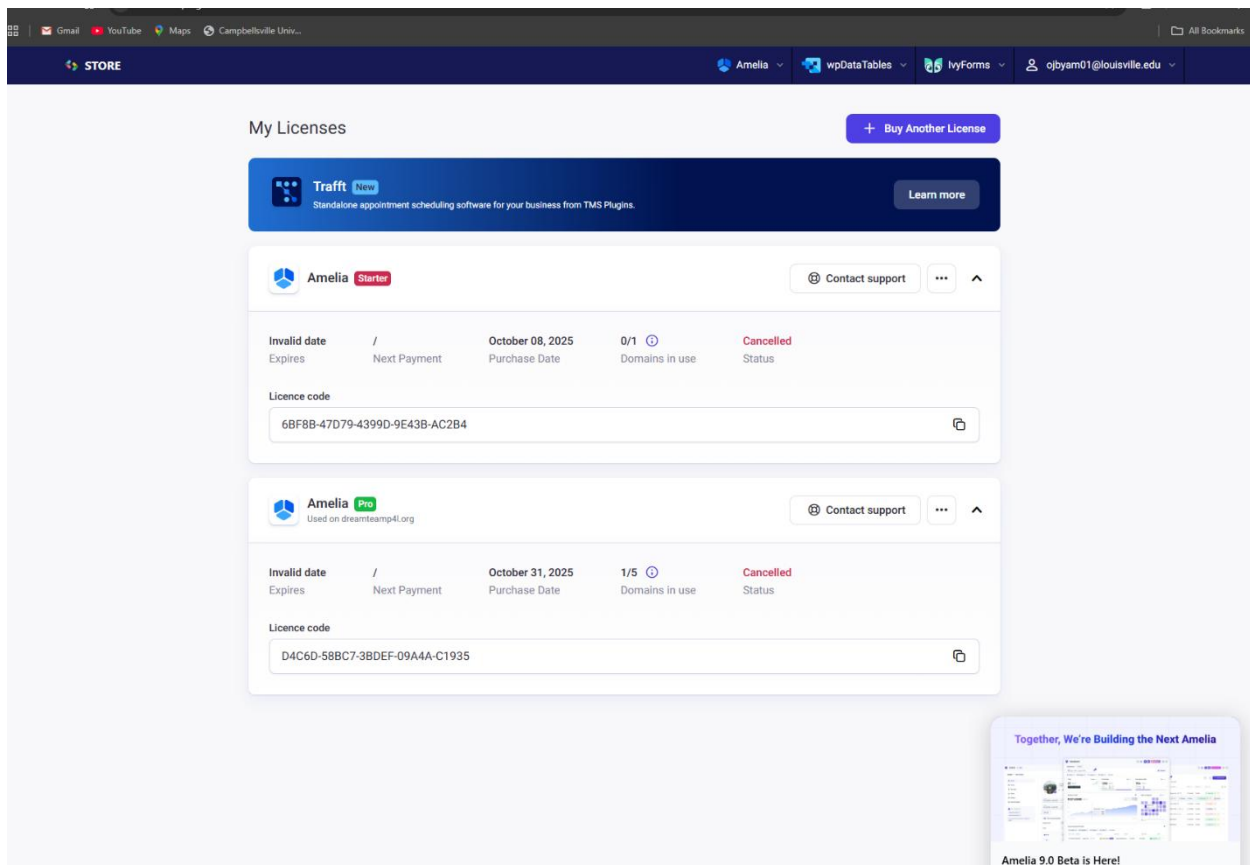 Gmail YouTube Maps Campbellsville Univ... All Bookmarks
STORE Amelia wpDataTables IvyForms ojbyam01@louisville.edu
My Licenses + Buy Another License
Trafft New
Standalone appointment scheduling software for your business from TMS Plugins.
Learn more
Amelia Starter Contact support
Invalid date / October 08, 2025 0/1 Cancelled
Expires Next Payment Purchase Date Domains in use Status
Licence code
6BF8B-47D79-4399D-9E43B-AC2B4
Amelia Pro Contact support
Used on dreamteamp4l.org
Invalid date / October 31, 2025 1/5 Cancelled
Expires Next Payment Purchase Date Domains in use Status
Licence code
D4C6D-58BC7-3BDEF-09A4A-C1935
Together, We're Building the Next Amelia
Amelia 9.0 Beta is Here!